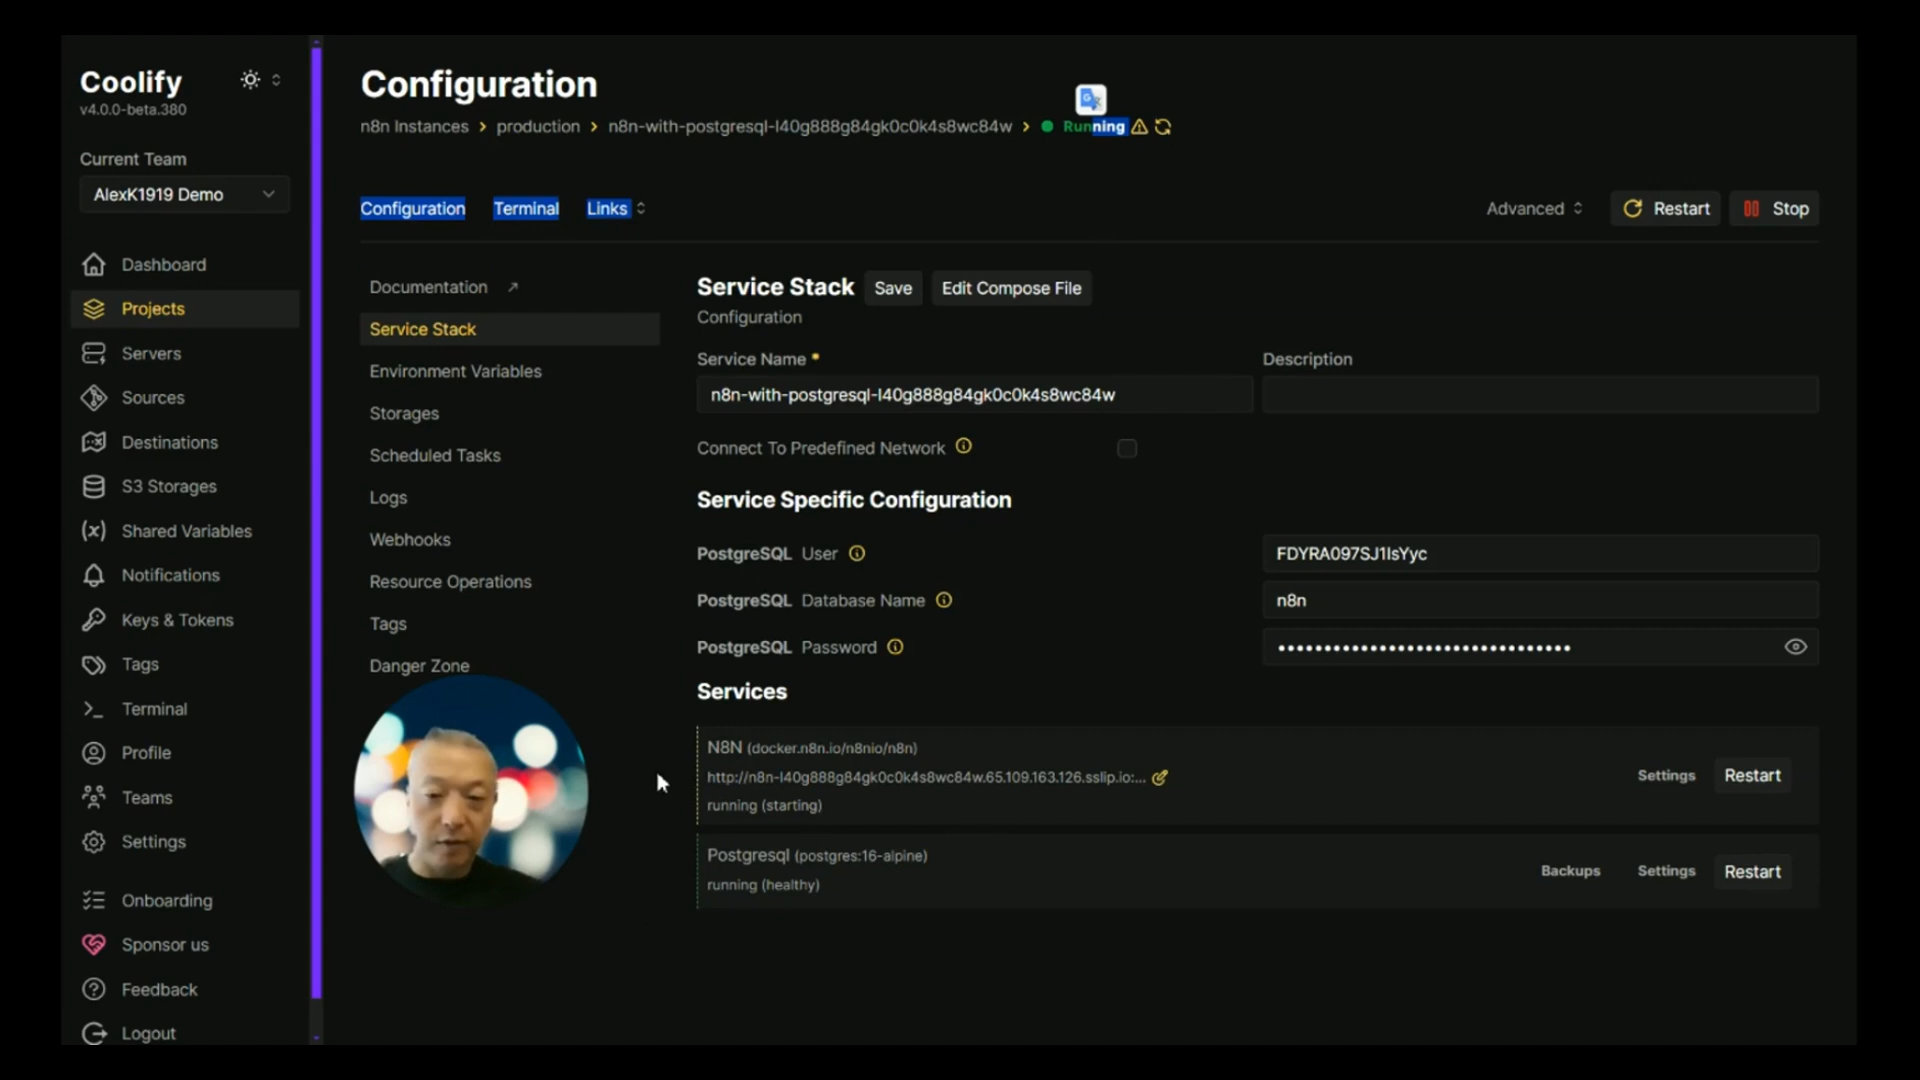 Coolify
v4.0.0-beta.380
Current Team
AlexK1919 Demo
Dashboard
Projects
Servers
Sources
Destinations
S3 Storages
Shared Variables
Notifications
Keys & Tokens
Tags
Terminal
Profile
Teams
Settings
Onboarding
Sponsor us
Feedback
Logout
Configuration
n8n Instances > production > n8n-with-postgresql-l40g888g84gk0c0k4s8wc84w > Running
Configuration Terminal Links
Advanced Restart Stop
Documentation
Service Stack
Environment Variables
Storages
Scheduled Tasks
Logs
Webhooks
Resource Operations
Tags
Danger Zone
Service Stack Save Edit Compose File
Configuration
Service Name * Description
n8n-with-postgresql-l40g888g84gk0c0k4s8wc84w
Connect To Predefined Network
Service Specific Configuration
PostgreSQL User FDYRA097SJ1IsYyc
PostgreSQL Database Name n8n
PostgreSQL Password
Services
N8N (docker.n8n.io/n8nio/n8n)
http://n8n-l40g888g84gk0c0k4s8wc84w.65.109.163.126.sslip.io:...
running (starting)
Settings Restart
Postgresql (postgres:16-alpine)
running (healthy)
Backups Settings Restart